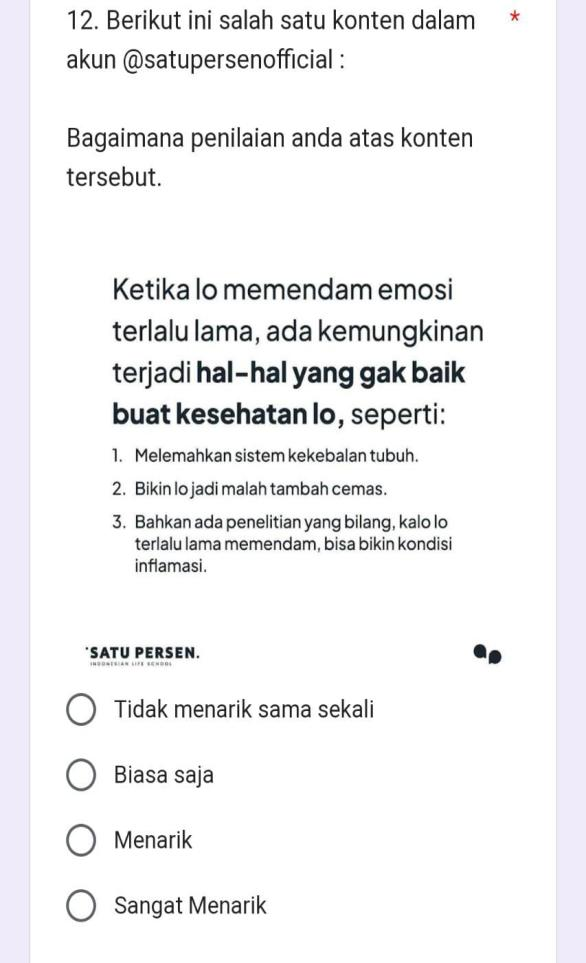 12. Berikut ini salah satu konten dalam *
akun @satupersenofficial :
Bagaimana penilaian anda atas konten
tersebut.
Ketika lo memendam emosi
terlalu lama, ada kemungkinan
terjadi hal-hal yang gak baik
buat kesehatan lo, seperti:
1. Melemahkan sistem kekebalan tubuh.
2. Bikin lo jadi malah tambah cemas.
3. Bahkan ada penelitian yang bilang, kalo lo
terlalu lama memendam, bisa bikin kondisi
inflamasi.
SATU PERSEN.
INDONESIAN LIFE SCHOOL
Tidak menarik sama sekali
Biasa saja
Menarik
Sangat Menarik